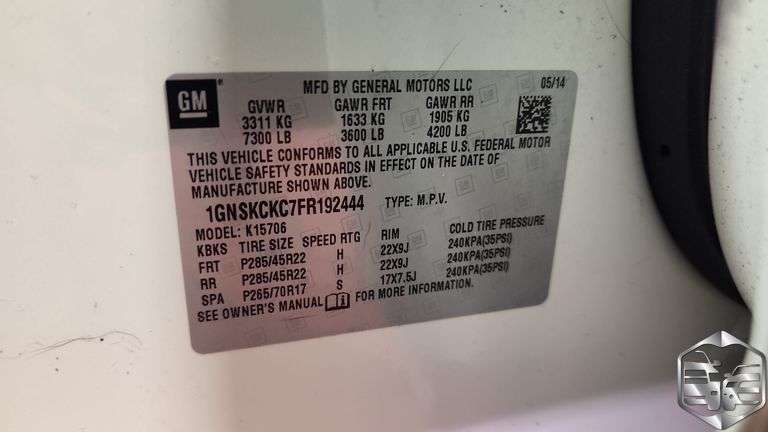 GM
MFD BY GENERAL MOTORS LLC 05/14
GVWR GAWR FRT GAWR RR
3311 KG 1633 KG 1905 KG
7300 LB 3600 LB 4200 LB
THIS VEHICLE CONFORMS TO ALL APPLICABLE U.S. FEDERAL MOTOR
VEHICLE SAFETY STANDARDS IN EFFECT ON THE DATE OF
MANUFACTURE SHOWN ABOVE.
1GNSKCKC7FR192444 TYPE: M.P.V.
MODEL: K15706
KBKS TIRE SIZE SPEED RTG RIM COLD TIRE PRESSURE
FRT P285/45R22 H 22X9J 240KPA(35PSI)
RR P285/45R22 H 22X9J 240KPA(35PSI)
SPA P265/70R17 S 17X7.5J 240KPA(35PSI)
SEE OWNER'S MANUAL FOR MORE INFORMATION.